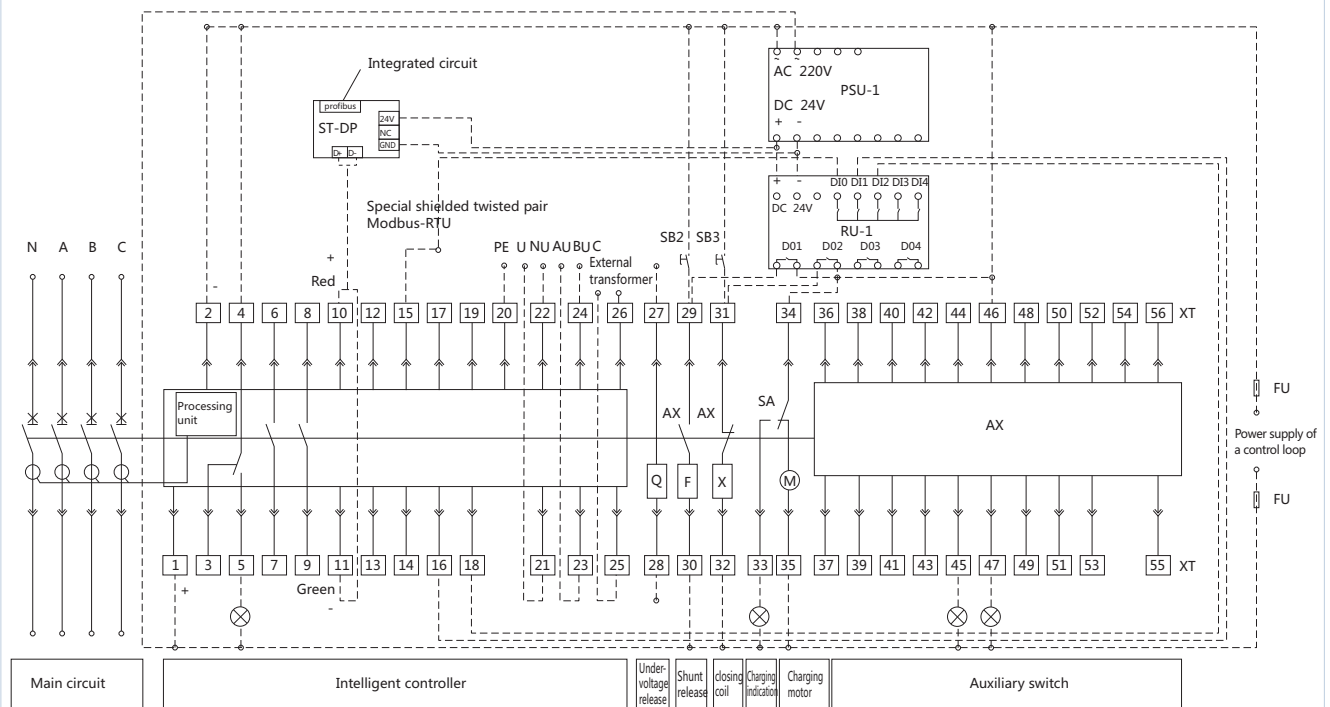 Integrated circuit
AC 220V
PSU-1
DC 24V
+ -
profibus
ST-DP
24V
NC
GND
D+ D-
+ - DI0 DI1 DI2 DI3 DI4
DC 24V
RU-1
D01 D02 D03 D04
Special shielded twisted pair
Modbus-RTU
SB2 SB3
N A B C
PE U NU AU BU C
External
transformer
+
-
Red
2 4 6 8 10 12 15 17 19 20 22 24 26 27 29 31 34 36 38 40 42 44 46 48 50 52 54 56 XT
Processing
unit
AX AX
SA
AX
FU
Power supply of
a control loop
FU
Q F X M
1 3 5 7 9 11 13 14 16 18 21 23 25 28 30 32 33 35 37 39 41 43 45 47 49 51 53 55 XT
+
Green
-
Main circuit
Intelligent controller
Under-
voltage
release
Shunt
release
closing
coil
Charging
indication
Charging
motor
Auxiliary switch